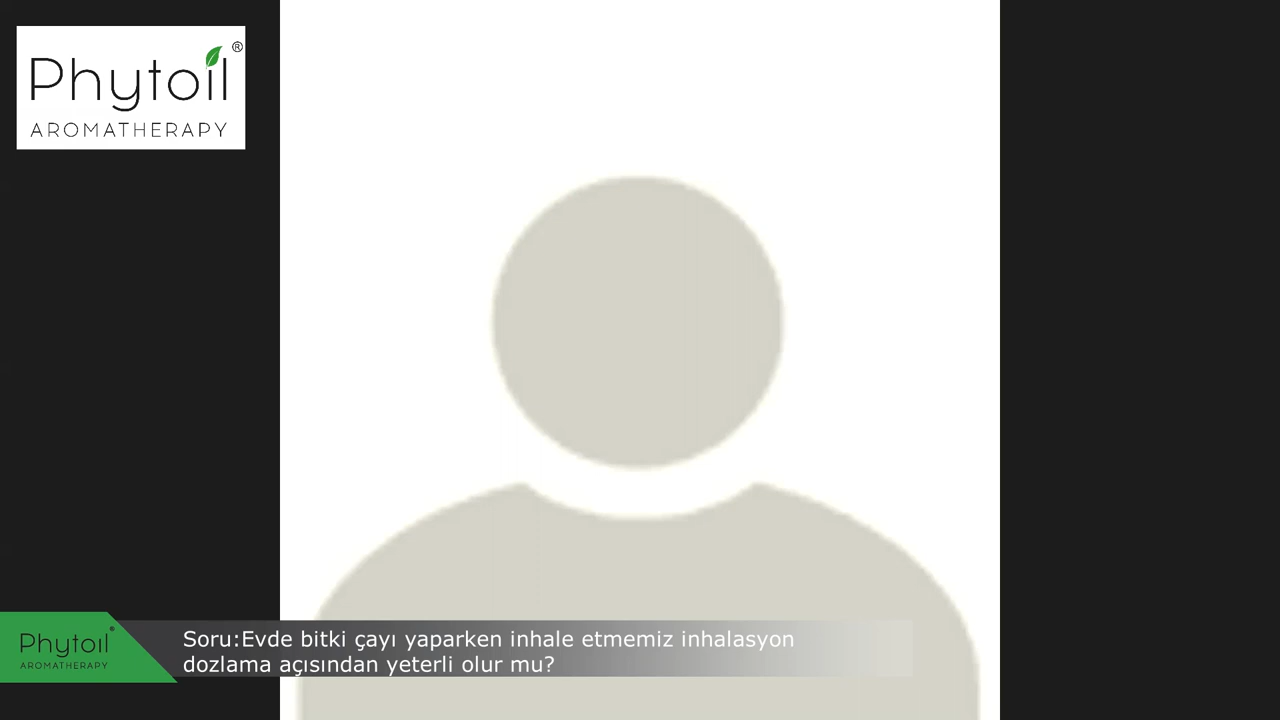 Phytoil®
AROMATHERAPY
Phytoil®
AROMATHERAPY
Soru:Evde bitki çayı yaparken inhale etmemiz inhalasyon
dozlama açısından yeterli olur mu?